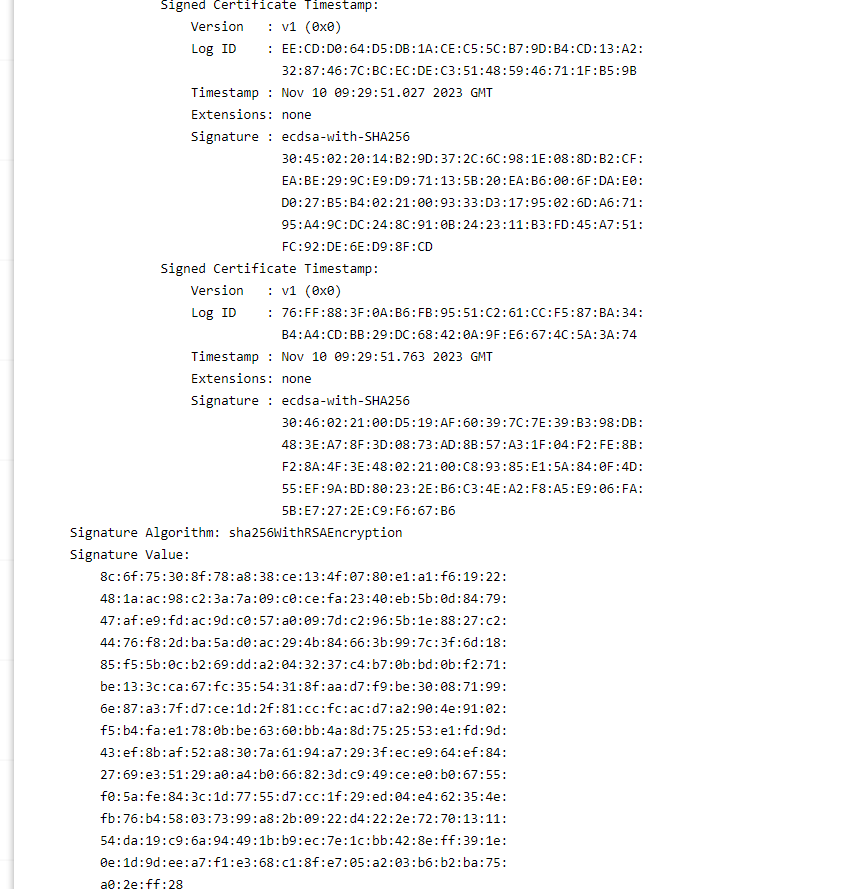 Signed Certificate Timestamp:
Version : v1 (0x0)
Log ID : EE:CD:D0:64:D5:DB:1A:CE:C5:5C:B7:9D:B4:CD:13:A2:
32:87:46:7C:BC:EC:DE:C3:51:48:59:46:71:1F:B5:9B
Timestamp : Nov 10 09:29:51.027 2023 GMT
Extensions: none
Signature : ecdsa-with-SHA256
30:45:02:20:14:B2:9D:37:2C:6C:98:1E:08:8D:B2:CF:
EA:BE:29:9C:E9:D9:71:13:5B:20:EA:B6:00:6F:DA:E0:
D0:27:B5:B4:02:21:00:93:33:D3:17:95:02:6D:A6:71:
95:A4:9C:DC:24:8C:91:0B:24:23:11:B3:FD:45:A7:51:
FC:92:DE:6E:D9:8F:CD
Signed Certificate Timestamp:
Version : v1 (0x0)
Log ID : 76:FF:88:3F:0A:B6:FB:95:51:C2:61:CC:F5:87:BA:34:
B4:A4:CD:BB:29:DC:68:42:0A:9F:E6:67:4C:5A:3A:74
Timestamp : Nov 10 09:29:51.763 2023 GMT
Extensions: none
Signature : ecdsa-with-SHA256
30:46:02:21:00:D5:19:AF:60:39:7C:7E:39:B3:98:DB:
48:3E:A7:8F:3D:08:73:AD:8B:57:A3:1F:04:F2:FE:8B:
F2:8A:4F:3E:48:02:21:00:C8:93:85:E1:5A:84:0F:4D:
55:EF:9A:BD:80:23:2E:B6:C3:4E:A2:F8:A5:E9:06:FA:
5B:E7:27:2E:C9:F6:67:B6
Signature Algorithm: sha256WithRSAEncryption
Signature Value:
8c:6f:75:30:8f:78:a8:38:ce:13:4f:07:80:e1:a1:f6:19:22:
48:1a:ac:98:c2:3a:7a:09:c0:ce:fa:23:40:eb:5b:0d:84:79:
47:af:e9:fd:ac:9d:c0:57:a0:09:7d:c2:96:5b:1e:88:27:c2:
44:76:f8:2d:ba:5a:d0:ac:29:4b:84:66:3b:99:7c:3f:6d:18:
85:f5:5b:0c:b2:69:dd:a2:04:32:37:c4:b7:0b:bd:0b:f2:71:
be:13:3c:ca:67:fc:35:54:31:8f:aa:d7:f9:be:30:08:71:99:
6e:87:a3:7f:d7:ce:1d:2f:81:cc:fc:ac:d7:a2:90:4e:91:02:
f5:b4:fa:e1:78:0b:be:63:60:bb:4a:8d:75:25:53:e1:fd:9d:
43:ef:8b:af:52:a8:30:7a:61:94:a7:29:3f:ec:e9:64:ef:84:
27:69:e3:51:29:a0:a4:b0:66:82:3d:c9:49:ce:e0:b0:67:55:
f0:5a:fe:84:3c:1d:77:55:d7:cc:1f:29:ed:04:e4:62:35:4e:
fb:76:b4:58:03:73:99:a8:2b:09:22:d4:22:2e:72:70:13:11:
54:da:19:c9:6a:94:49:1b:b9:ec:7e:1c:bb:42:8e:ff:39:1e:
0e:1d:9d:ee:a7:f1:e3:68:c1:8f:e7:05:a2:03:b6:b2:ba:75:
a0:2e:ff:28